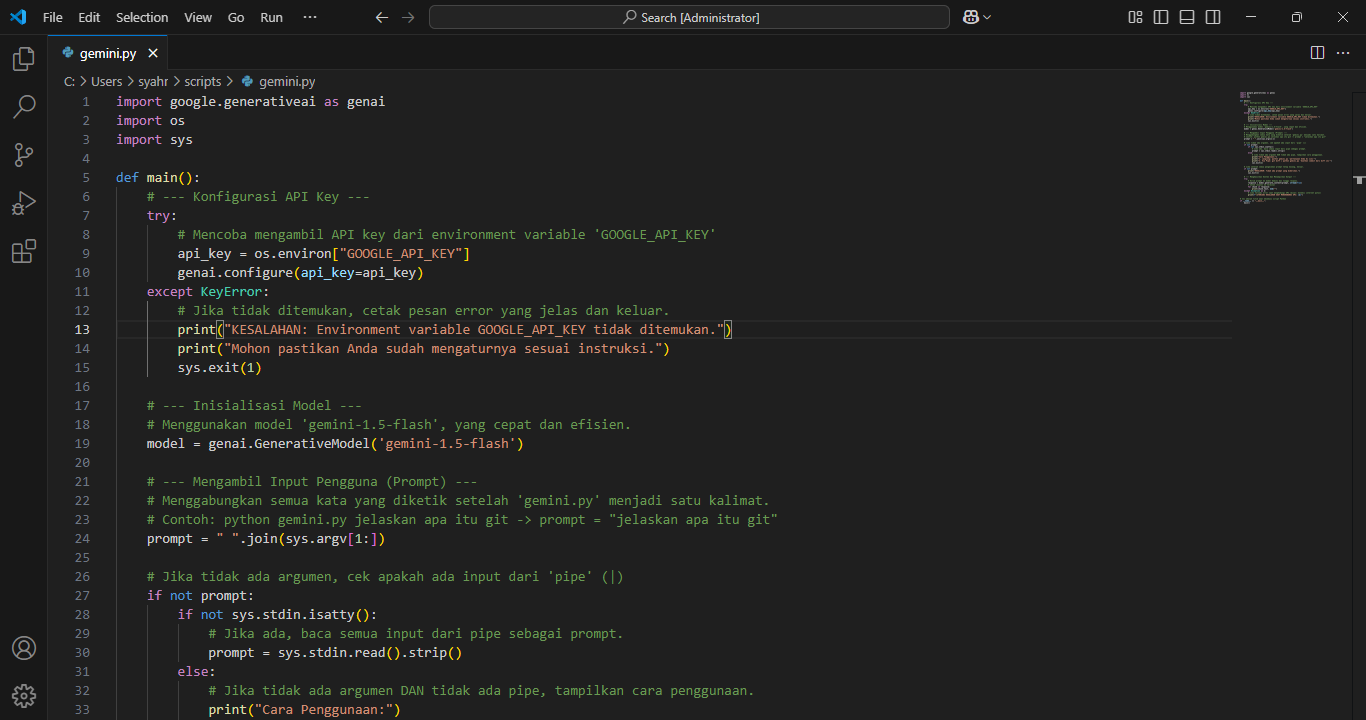 File Edit Selection View Go Run ··· Search [Administrator]
gemini.py
C: > Users > syahr > scripts > gemini.py
1 import google.generativeai as genai
2 import os
3 import sys
4
5 def main():
6 # --- Konfigurasi API Key ---
7 try:
8 # Mencoba mengambil API key dari environment variable 'GOOGLE_API_KEY'
9 api_key = os.environ["GOOGLE_API_KEY"]
10 genai.configure(api_key=api_key)
11 except KeyError:
12 # Jika tidak ditemukan, cetak pesan error yang jelas dan keluar.
13 print("KESALAHAN: Environment variable GOOGLE_API_KEY tidak ditemukan.")
14 print("Mohon pastikan Anda sudah mengaturnya sesuai instruksi.")
15 sys.exit(1)
16
17 # --- Inisialisasi Model ---
18 # Menggunakan model 'gemini-1.5-flash', yang cepat dan efisien.
19 model = genai.GenerativeModel('gemini-1.5-flash')
20
21 # --- Mengambil Input Pengguna (Prompt) ---
22 # Menggabungkan semua kata yang diketik setelah 'gemini.py' menjadi satu kalimat.
23 # Contoh: python gemini.py jelaskan apa itu git -> prompt = "jelaskan apa itu git"
24 prompt = " ".join(sys.argv[1:])
25
26 # Jika tidak ada argumen, cek apakah ada input dari 'pipe' (|)
27 if not prompt:
28 if not sys.stdin.isatty():
29 # Jika ada, baca semua input dari pipe sebagai prompt.
30 prompt = sys.stdin.read().strip()
31 else:
32 # Jika tidak ada argumen DAN tidak ada pipe, tampilkan cara penggunaan.
33 print("Cara Penggunaan:")